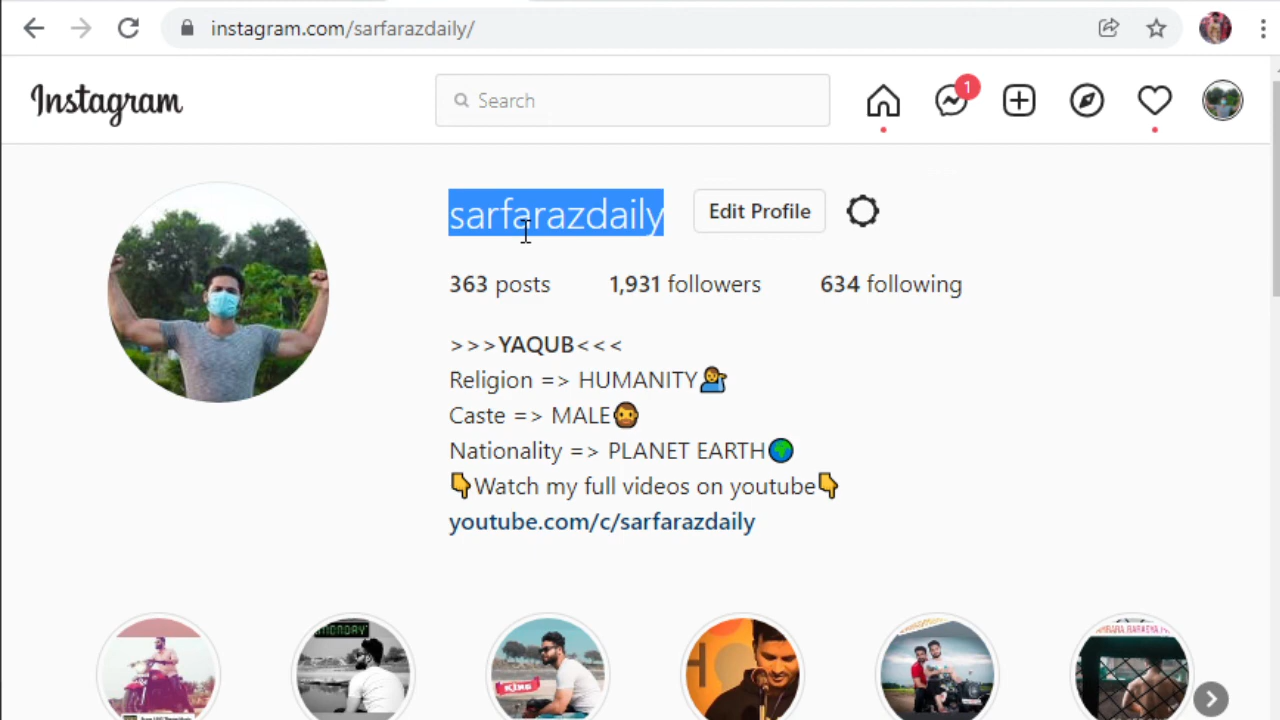 instagram.com/sarfarazdaily/
Instagram
Search
1
sarfarazdaily
Edit Profile
363 posts 1,931 followers 634 following
>>>YAQUB<<<
Religion => HUMANITY💁‍♂️
Caste => MALE🧔
Nationality => PLANET EARTH🌍
👇Watch my full videos on youtube👇
youtube.com/c/sarfarazdaily
MONDAY
KING